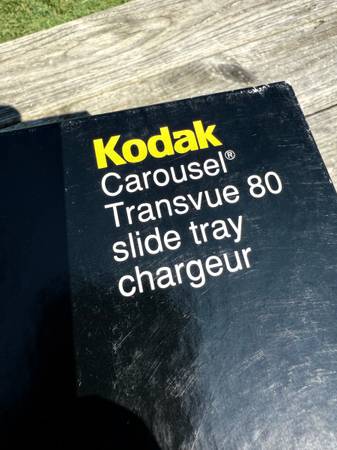 Kodak
Carousel®
Transvue 80
slide tray
chargeur